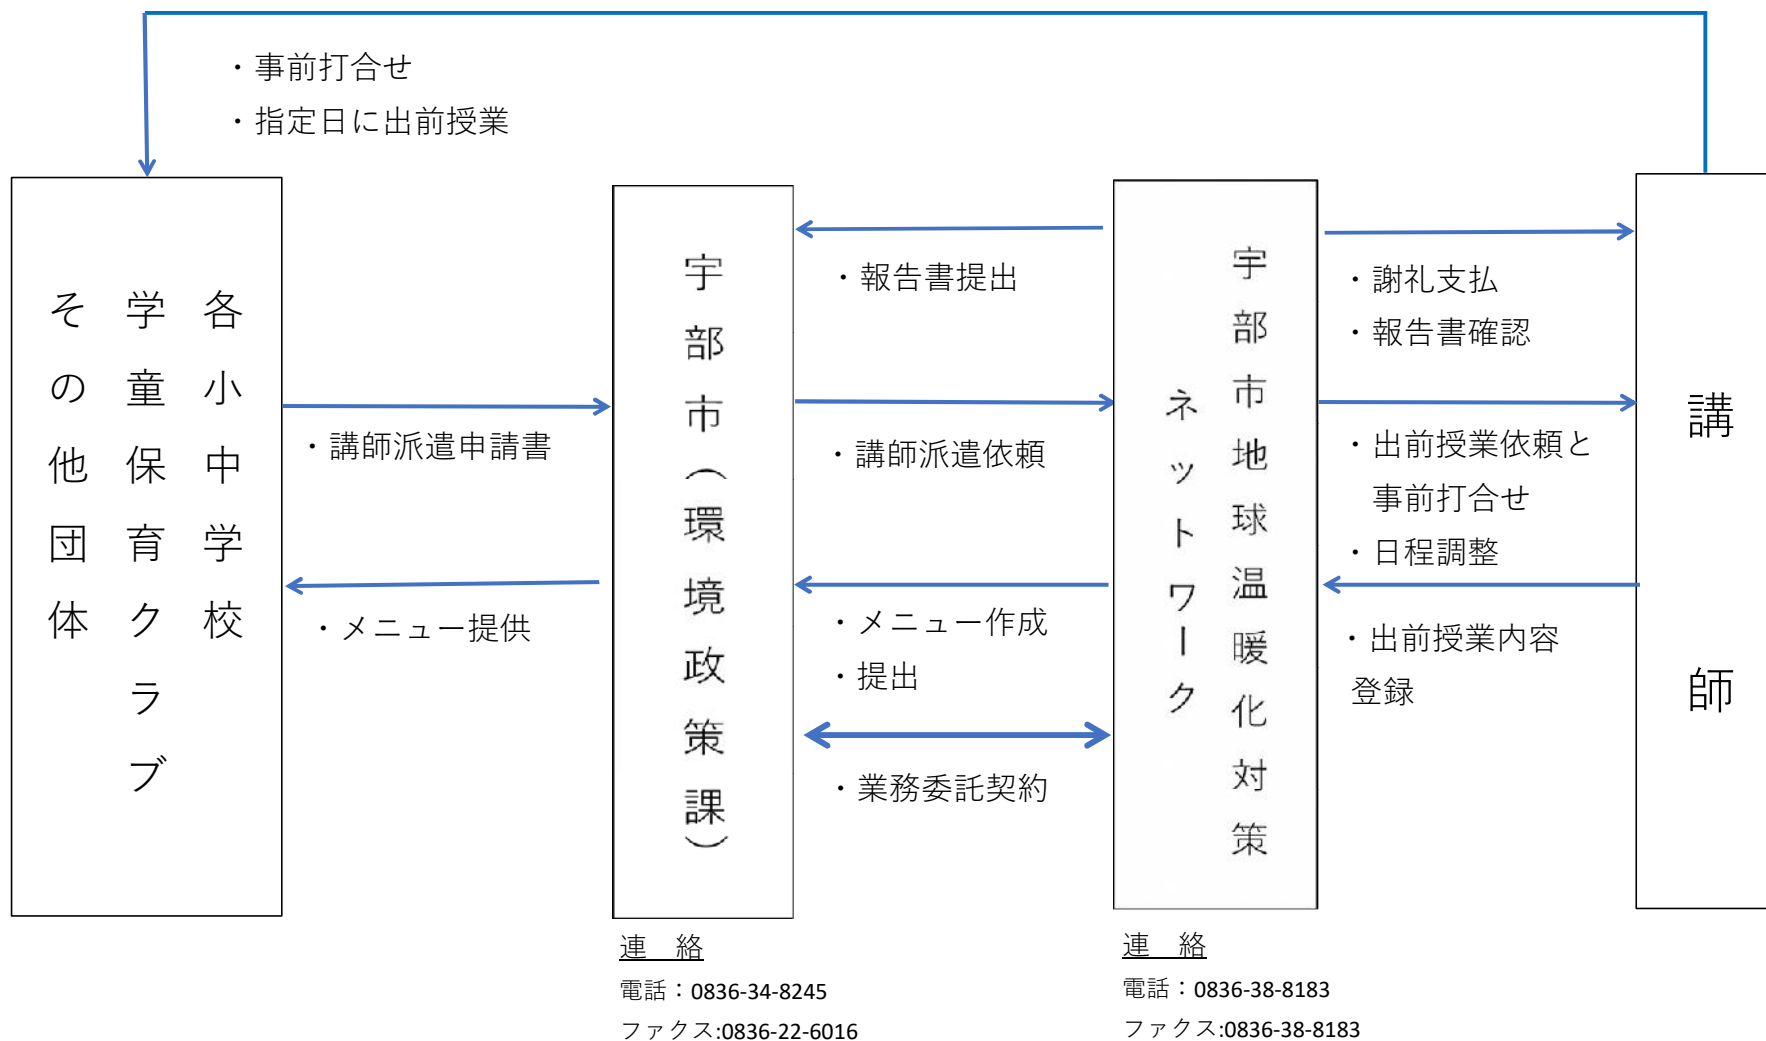 ・事前打合せ
・指定日に出前授業
各小中学校
学童保育クラブ
その他団体
・講師派遣申請書
・メニュー提供
宇部市(環境政策課)
・報告書提出
・講師派遣依頼
・メニュー作成
・提出
・業務委託契約
宇部市地球温暖化対策
ネットワーク
・謝礼支払
・報告書確認
・出前授業依頼と
事前打合せ
・日程調整
・出前授業内容
登録
講師
連 絡
電話：0836-34-8245
ファクス:0836-22-6016
連 絡
電話：0836-38-8183
ファクス:0836-38-8183